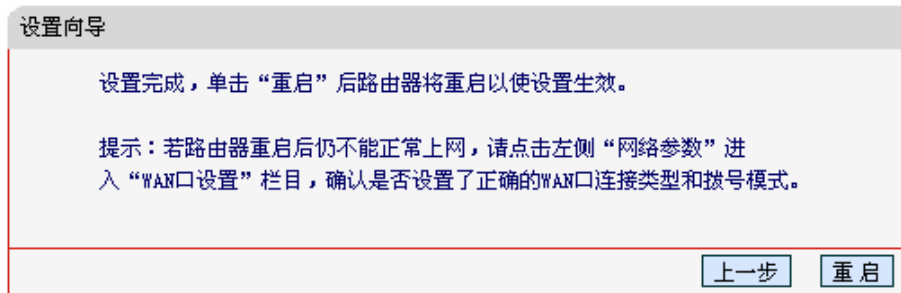 设置向导
设置完成，单击“重启”后路由器将重启以使设置生效。
提示：若路由器重启后仍不能正常上网，请点击左侧“网络参数”进
入“WAN口设置”栏目，确认是否设置了正确的WAN口连接类型和拨号模式。
上一步 重启